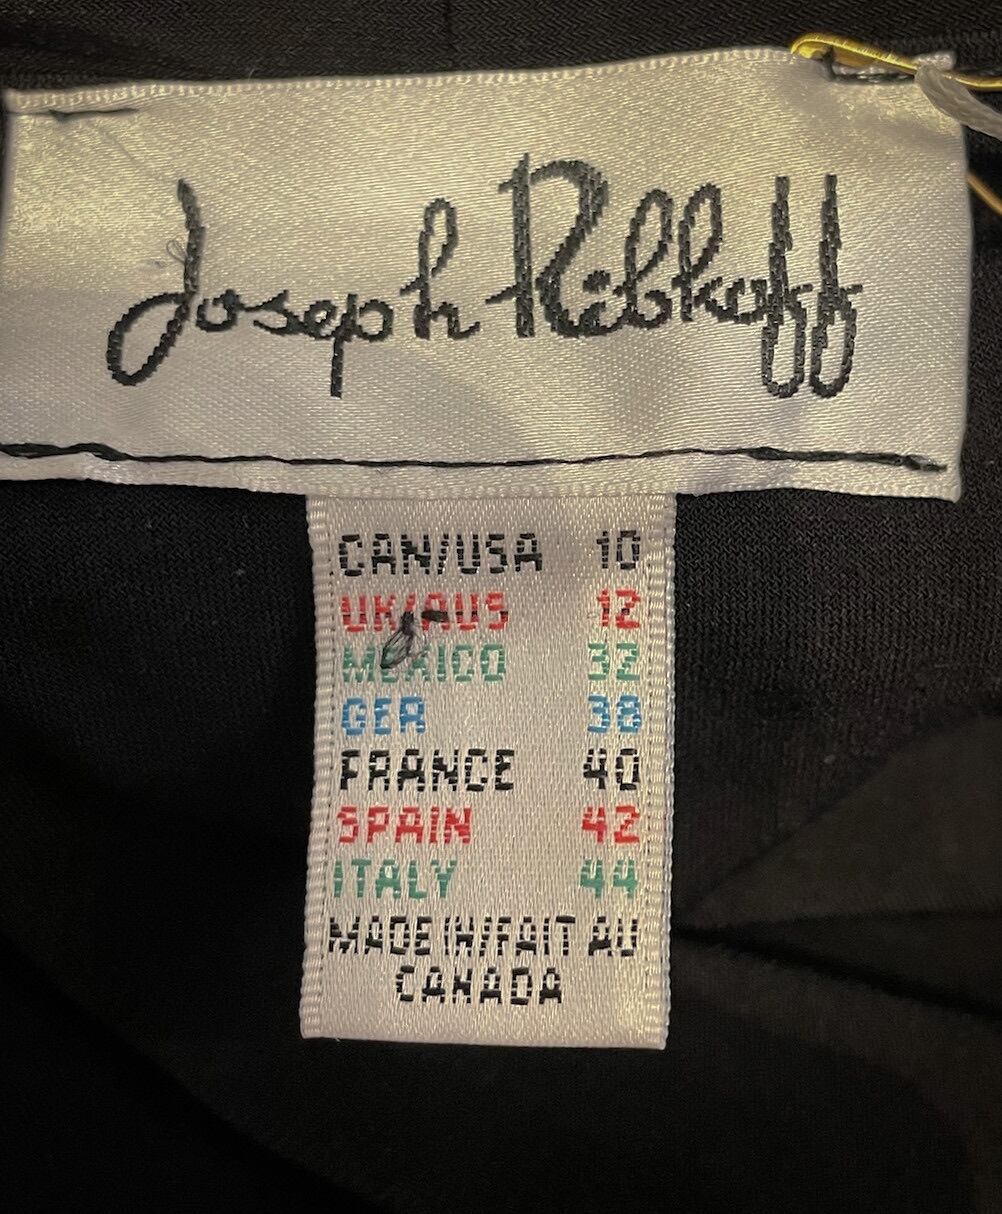 Joseph Ribkoff
CAN/USA 10
UK/AUS 12
MEXICO 32
GER 38
FRANCE 40
SPAIN 42
ITALY 44
MADE IN/FAIT AU
CANADA